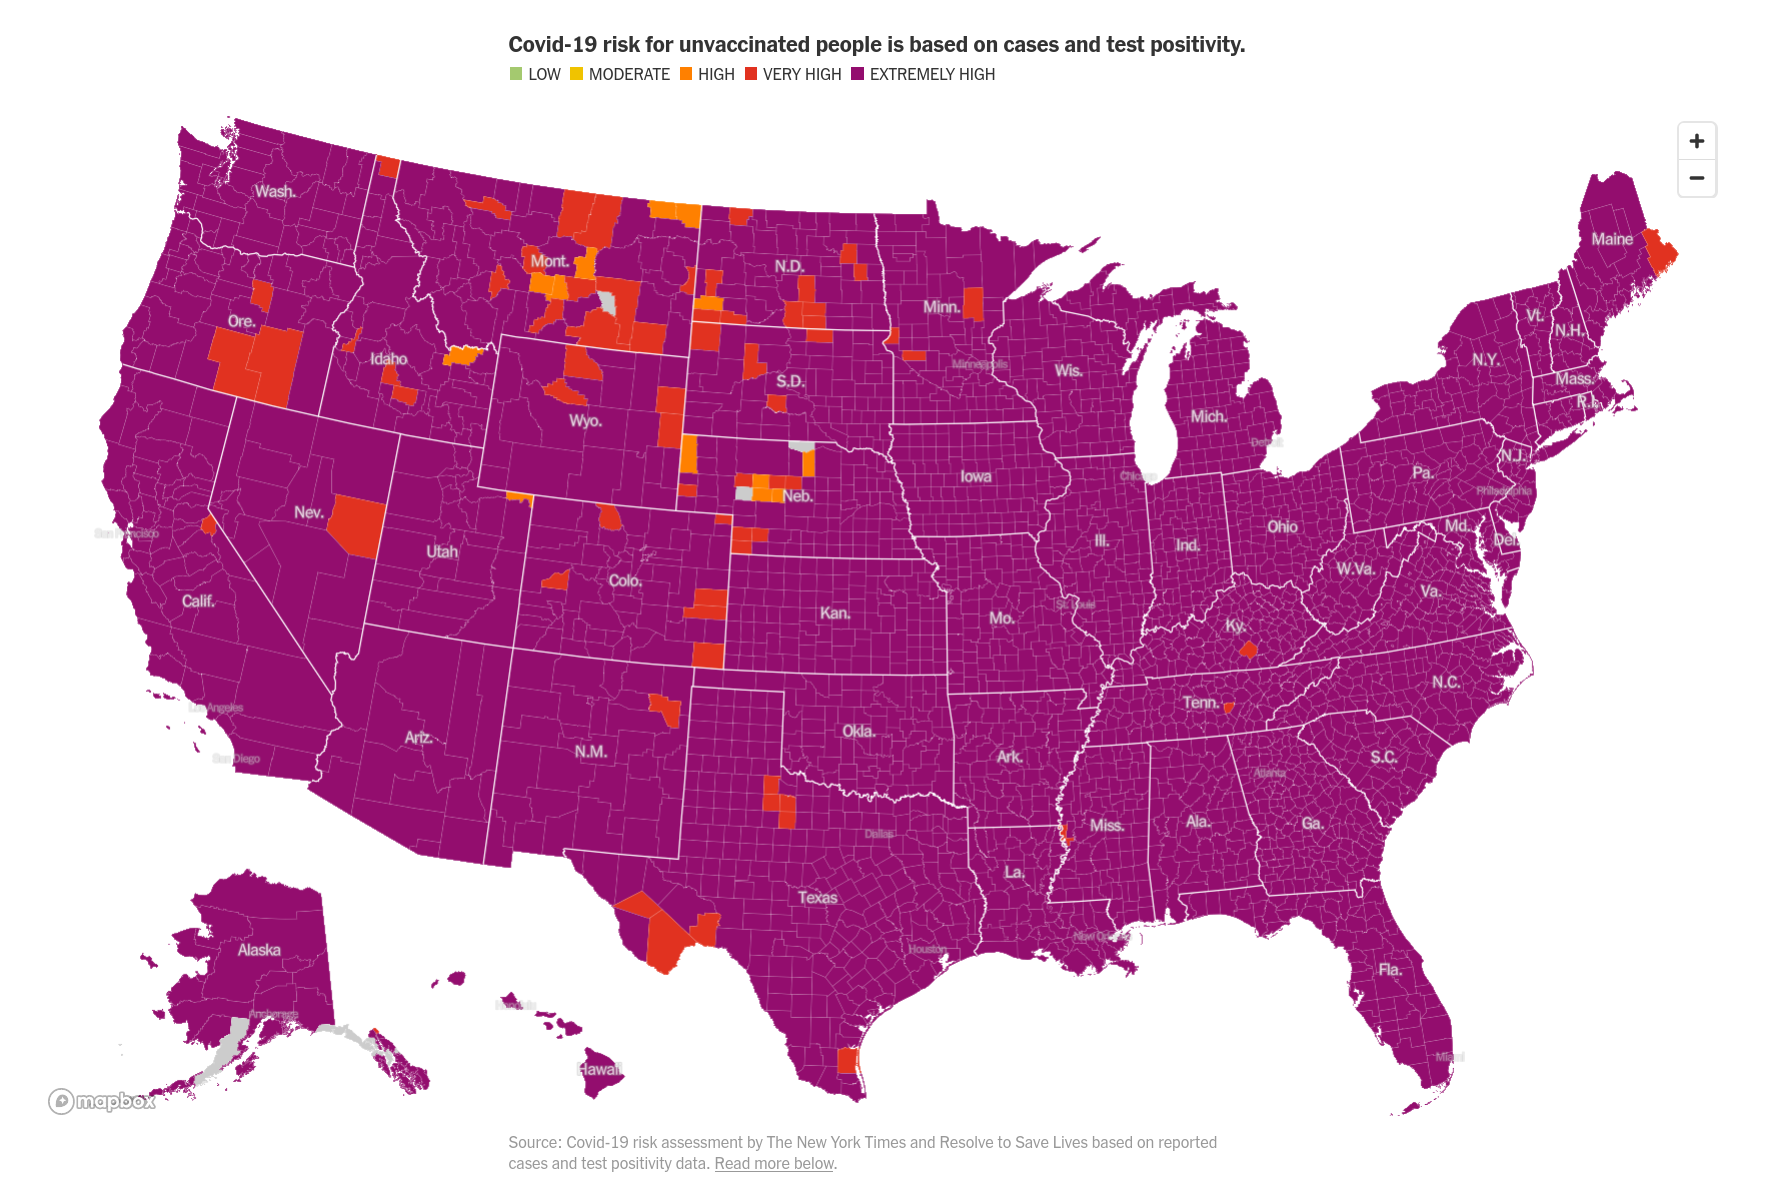 Covid-19 risk for unvaccinated people is based on cases and test positivity.
LOW MODERATE HIGH VERY HIGH EXTREMELY HIGH
+
−
Wash.
Mont.
N.D.
Minn.
Maine
Ore.
Idaho
Wyo.
S.D.
Minneapolis
Wis.
Mich.
Detroit
N.Y.
Vt.
N.H.
Mass.
R.I.
Nev.
Utah
Colo.
Neb.
Iowa
Chicago
Ill.
Ind.
Ohio
Pa.
N.J.
Philadelphia
Md.
Del.
W.Va.
Va.
San Francisco
Calif.
Los Angeles
San Diego
Ariz.
N.M.
Kan.
Mo.
St. Louis
Ky.
Tenn.
N.C.
Okla.
Ark.
S.C.
Atlanta
Miss.
Ala.
Ga.
Dallas
Texas
La.
Houston
New Orleans
Fla.
Miami
Alaska
Anchorage
Honolulu
Hawaii
mapbox
Source: Covid-19 risk assessment by The New York Times and Resolve to Save Lives based on reported
cases and test positivity data. Read more below.